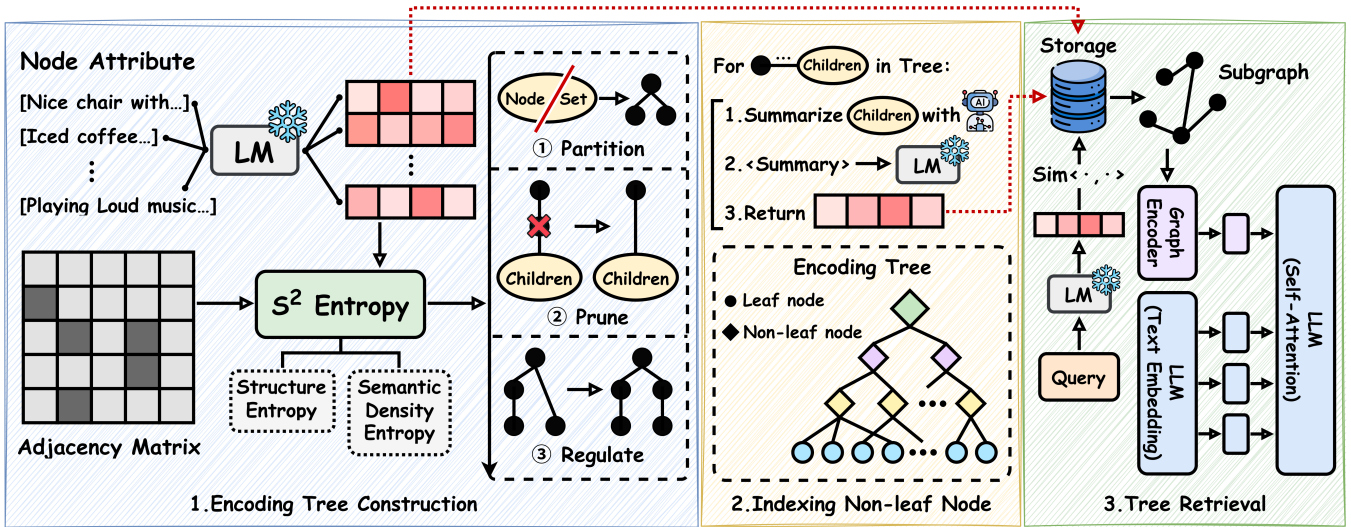 Node Attribute
[Nice chair with...]
[Iced coffee...]
[Playing Loud music...]
LM
Adjacency Matrix
S² Entropy
Structure
Entropy
Semantic
Density
Entropy
Node Set
① Partition
Children
Children
② Prune
③ Regulate
1.Encoding Tree Construction
For Children in Tree:
1.Summarize Children with
AI
2.<Summary>
LM
3.Return
Encoding Tree
Leaf node
Non-leaf node
2.Indexing Non-leaf Node
Storage
Subgraph
Sim<·,·>
LM
Query
Graph
Encoder
LLM
(Text Embedding)
LLM
(Self-Attention)
3.Tree Retrieval